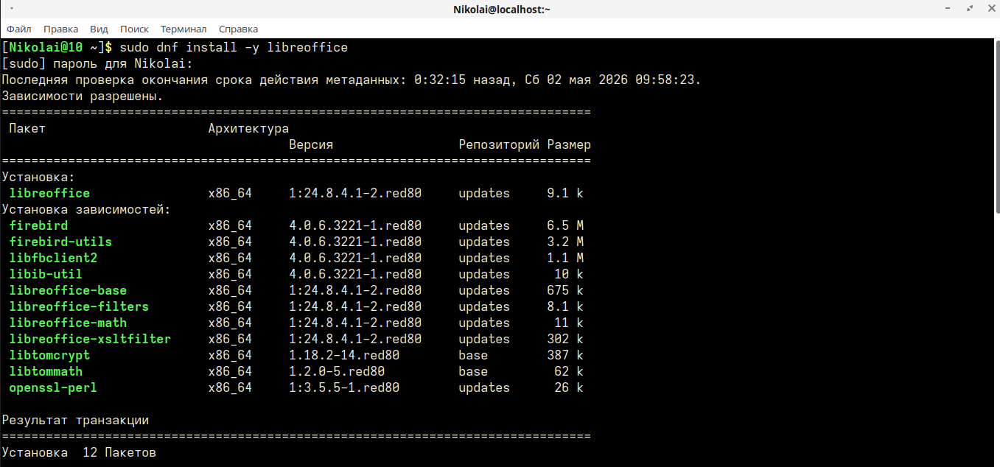 Nikolai@localhost:~
Файл Правка Вид Поиск Терминал Справка
[Nikolai@10 ~]$ sudo dnf install -y libreoffice
[sudo] пароль для Nikolai:
Последняя проверка окончания срока действия метаданных: 0:32:15 назад, Сб 02 мая 2026 09:58:23.
Зависимости разрешены.
================================================================================
 Пакет                      Архитектура
                                       Версия                 Репозиторий Размер
================================================================================
Установка:
 libreoffice                x86_64     1:24.8.4.1-2.red80     updates     9.1 k
Установка зависимостей:
 firebird                   x86_64     4.0.6.3221-1.red80     updates     6.5 M
 firebird-utils             x86_64     4.0.6.3221-1.red80     updates     3.2 M
 libfbclient2               x86_64     4.0.6.3221-1.red80     updates     1.1 M
 libib-util                 x86_64     4.0.6.3221-1.red80     updates      10 k
 libreoffice-base           x86_64     1:24.8.4.1-2.red80     updates     675 k
 libreoffice-filters        x86_64     1:24.8.4.1-2.red80     updates     8.1 k
 libreoffice-math           x86_64     1:24.8.4.1-2.red80     updates      11 k
 libreoffice-xsltfilter     x86_64     1:24.8.4.1-2.red80     updates     302 k
 libtomcrypt                x86_64     1.18.2-14.red80        base        387 k
 libtommath                 x86_64     1.2.0-5.red80          base         62 k
 openssl-perl               x86_64     1:3.5.5-1.red80        updates      26 k

Результат транзакции
================================================================================
Установка  12 Пакетов